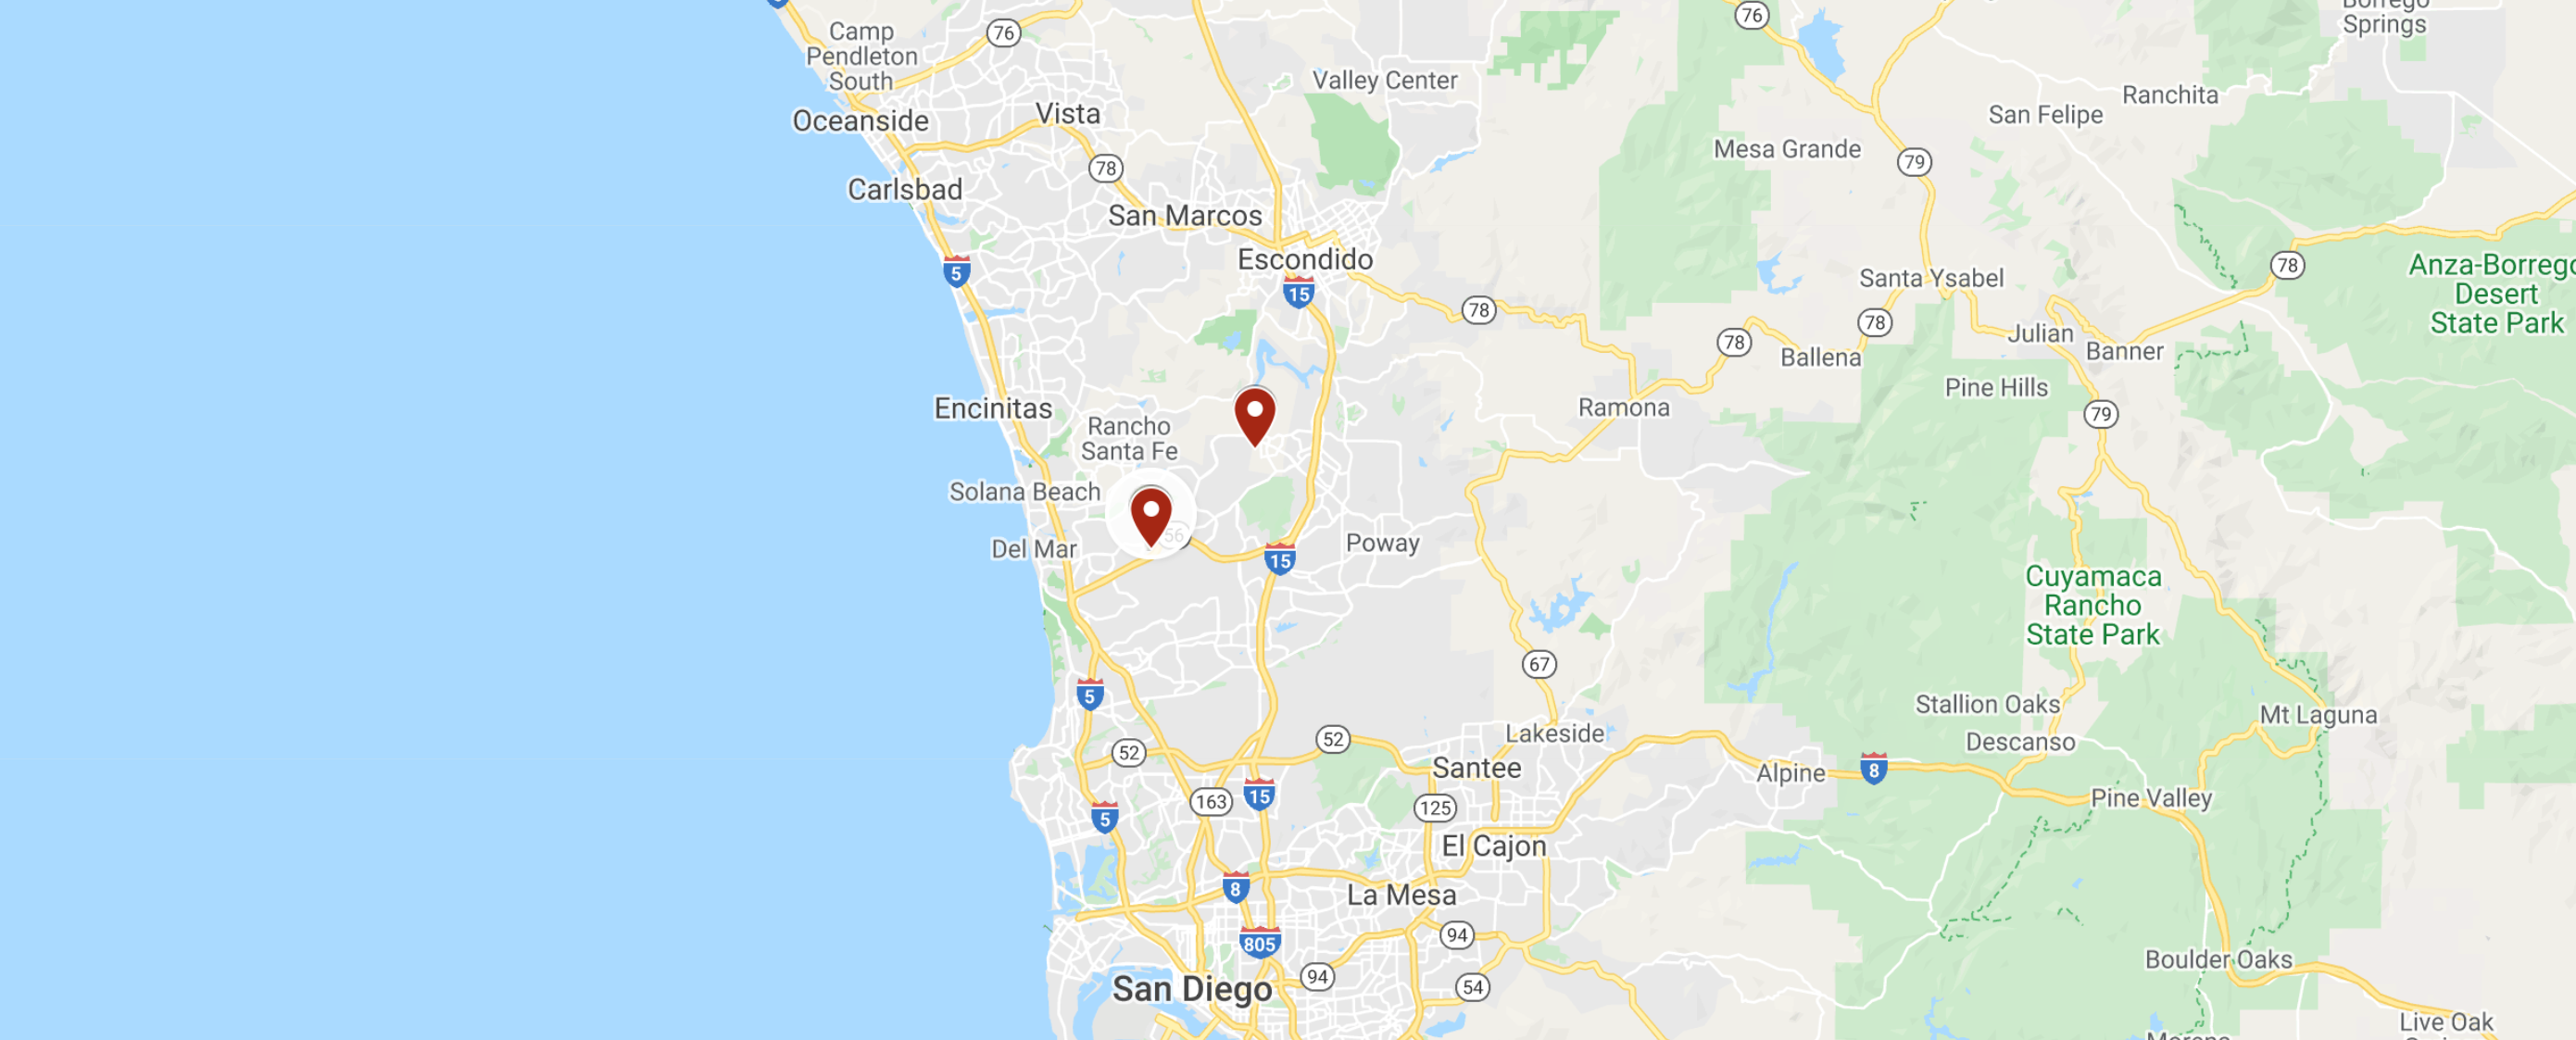 Camp
Pendleton
South
76
76
Borrego
Springs
Valley Center
Ranchita
Oceanside
Vista
San Felipe
Mesa Grande
79
78
Carlsbad
San Marcos
Escondido
5
15
78
Anza-Borrego
Desert
State Park
Santa Ysabel
78
78
78
Julian
Banner
Ballena
Pine Hills
Encinitas
Ramona
79
Rancho
Santa Fe
Solana Beach
56
Del Mar
15
Poway
Cuyamaca
Rancho
State Park
67
5
Stallion Oaks
Mt Laguna
Lakeside
Descanso
52
52
Santee
Alpine
8
Pine Valley
163
15
125
5
El Cajon
8
La Mesa
94
805
Boulder Oaks
94
54
San Diego
Live Oak